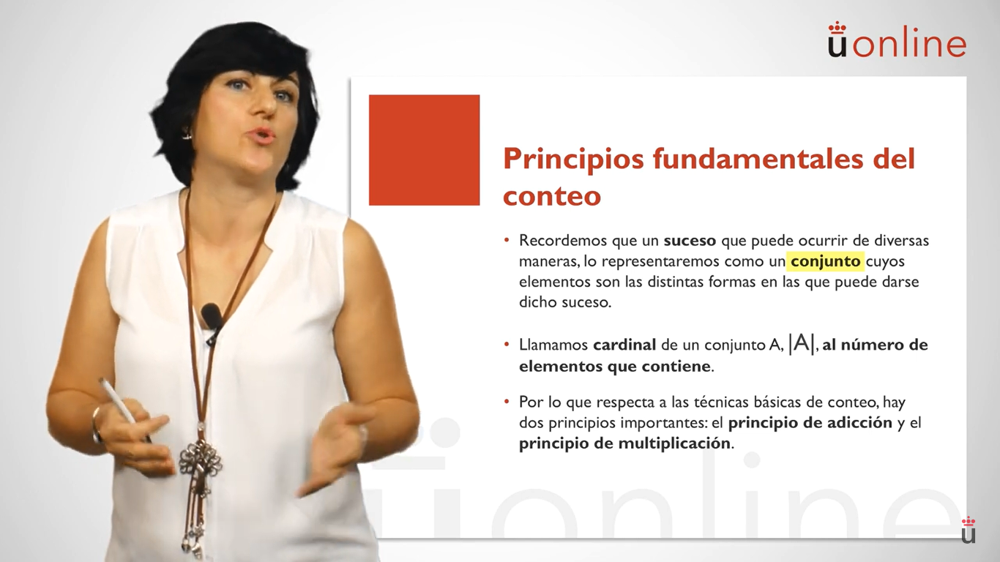 üonline
Principios fundamentales del
conteo
• Recordemos que un suceso que puede ocurrir de diversas
maneras, lo representaremos como un conjunto cuyos
elementos son las distintas formas en las que puede darse
dicho suceso.
• Llamamos cardinal de un conjunto A, |A|, al número de
elementos que contiene.
• Por lo que respecta a las técnicas básicas de conteo, hay
dos principios importantes: el principio de adicción y el
principio de multiplicación.
üonline
ü